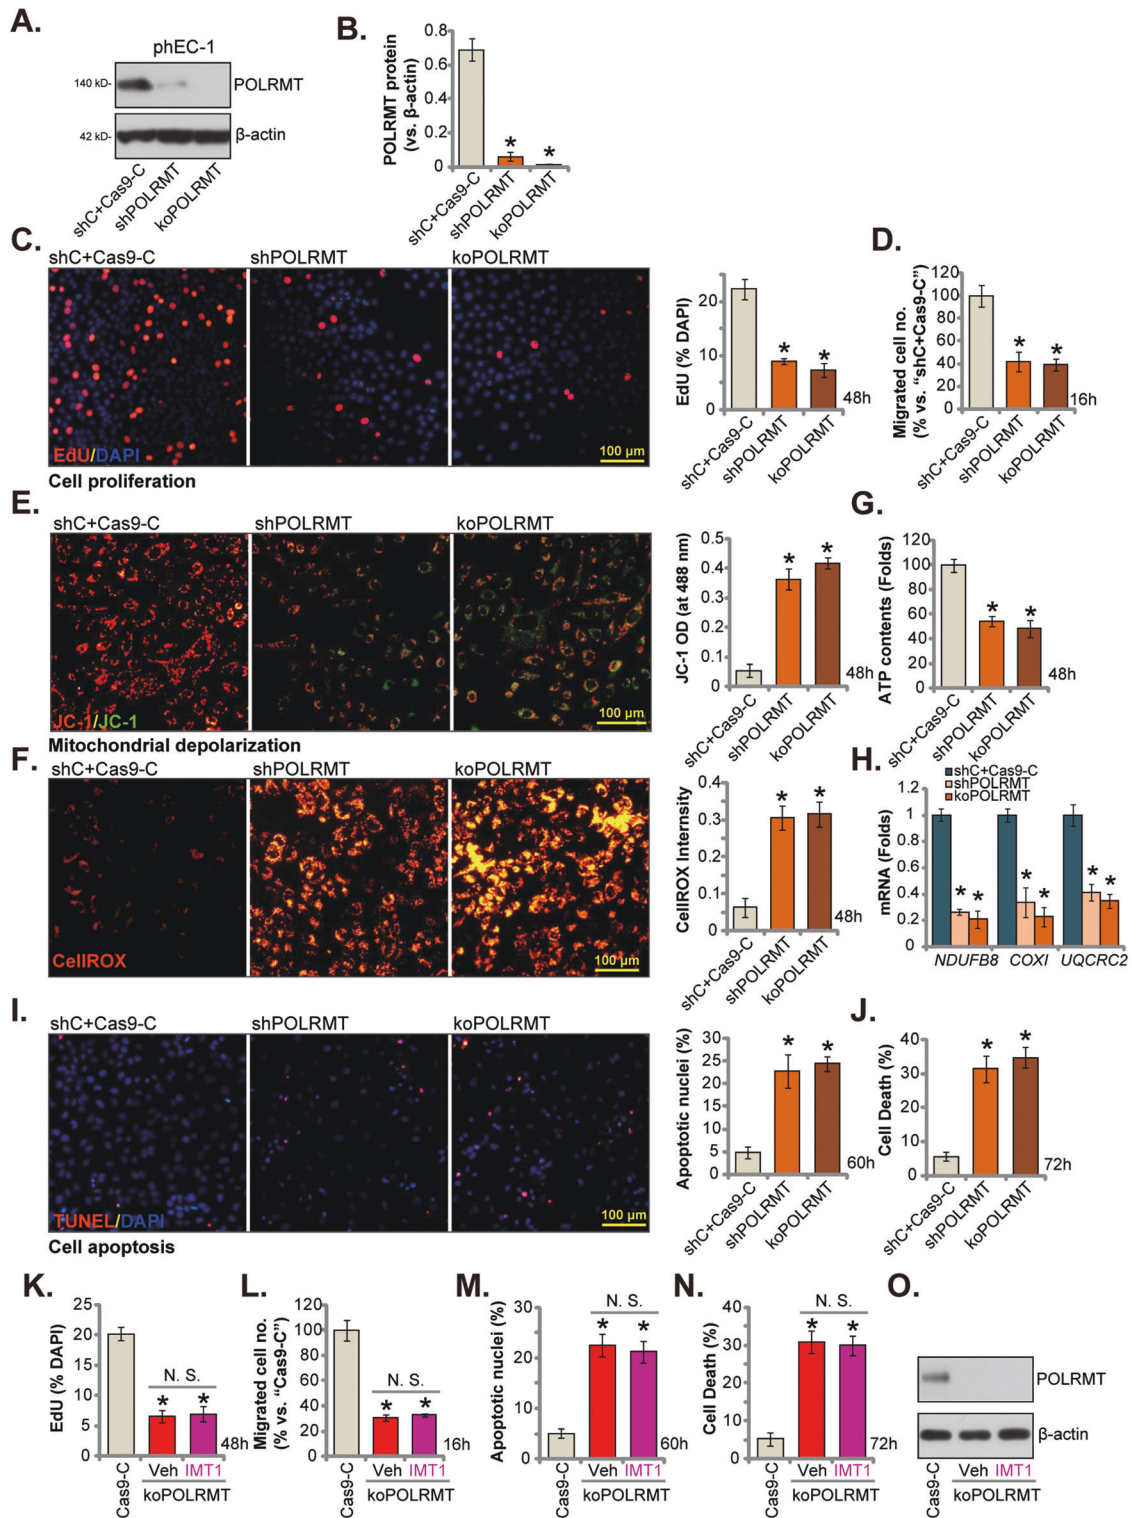 A.
phEC-1
140 kD-
POLRMT
42 kD-
β-actin
shC+Cas9-C
shPOLRMT
koPOLRMT
B.
POLRMT protein
(vs. β-actin)
0.8
0.6
0.4
0.2
0
*
*
shC+Cas9-C
shPOLRMT
koPOLRMT
C.
shC+Cas9-C
shPOLRMT
koPOLRMT
EdU/DAPI
100 µm
Cell proliferation
EdU (% DAPI)
20
10
0
*
*
48h
shC+Cas9-C
shPOLRMT
koPOLRMT
D.
Migrated cell no.
(% vs. “shC+Cas9-C”)
120
100
80
60
40
20
0
*
*
16h
shC+Cas9-C
shPOLRMT
koPOLRMT
E.
shC+Cas9-C
shPOLRMT
koPOLRMT
JC-1/JC-1
100 µm
Mitochondrial depolarization
JC-1 OD (at 488 nm)
0.5
0.4
0.3
0.2
0.1
0
*
*
48h
shC+Cas9-C
shPOLRMT
koPOLRMT
G.
ATP contents (Folds)
120
100
80
60
40
20
0
*
*
48h
shC+Cas9-C
shPOLRMT
koPOLRMT
F.
shC+Cas9-C
shPOLRMT
koPOLRMT
CellROX
100 µm
CellROX Internsity
0.4
0.3
0.2
0.1
0
*
*
48h
shC+Cas9-C
shPOLRMT
koPOLRMT
H.
shC+Cas9-C
shPOLRMT
koPOLRMT
mRNA (Folds)
1.2
1
0.8
0.6
0.4
0.2
0
*
*
*
*
*
*
NDUFB8 COXI UQCRC2
I.
shC+Cas9-C
shPOLRMT
koPOLRMT
TUNEL/DAPI
100 µm
Cell apoptosis
Apoptotic nuclei (%)
30
25
20
15
10
5
0
*
*
60h
shC+Cas9-C
shPOLRMT
koPOLRMT
J.
Cell Death (%)
40
30
20
10
0
*
*
72h
shC+Cas9-C
shPOLRMT
koPOLRMT
K.
EdU (% DAPI)
25
20
15
10
5
0
N. S.
*
*
48h
Cas9-C
Veh IMT1
koPOLRMT
L.
Migrated cell no.
(% vs. “Cas9-C”)
120
100
80
60
40
20
0
N. S.
*
*
16h
Cas9-C
Veh IMT1
koPOLRMT
M.
Apoptotic nuclei (%)
30
20
10
0
N. S.
*
*
60h
Cas9-C
Veh IMT1
koPOLRMT
N.
Cell Death (%)
40
30
20
10
0
N. S.
*
*
72h
Cas9-C
Veh IMT1
koPOLRMT
O.
POLRMT
β-actin
Cas9-C
Veh IMT1
koPOLRMT